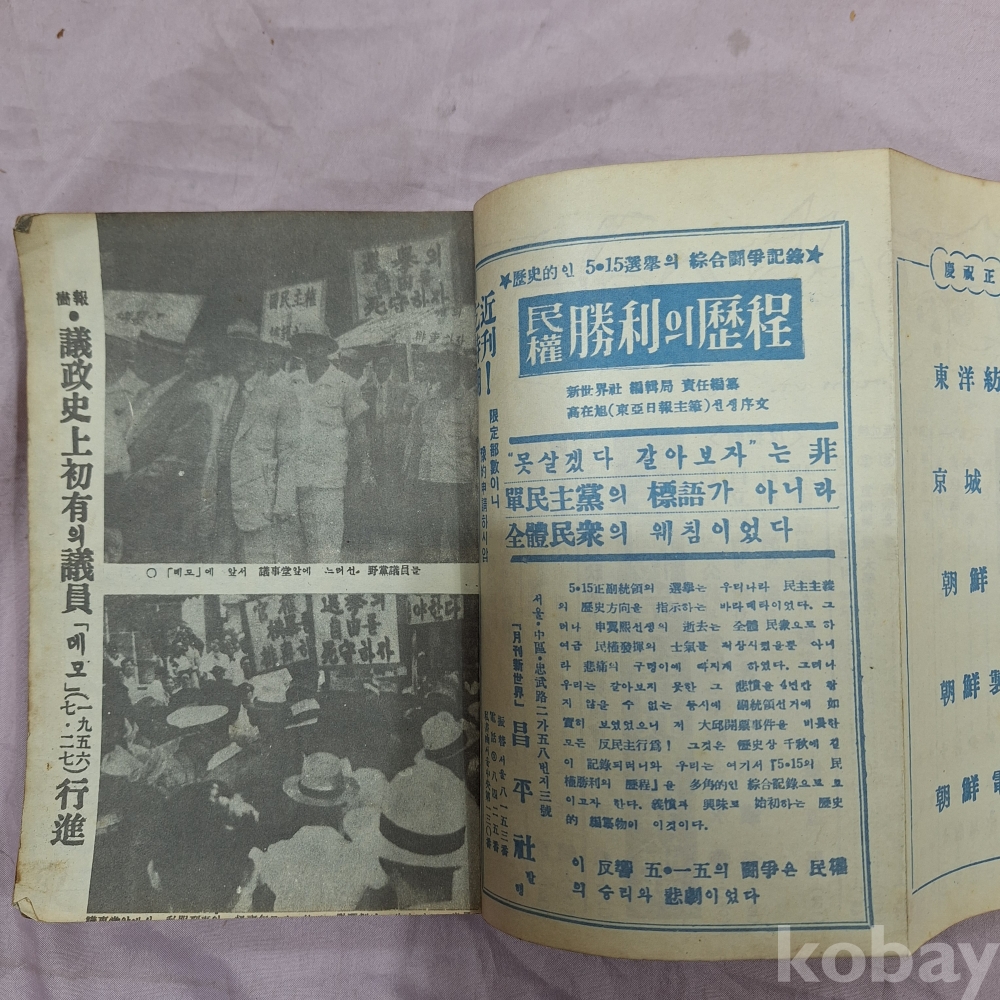 畵報
• 議政史上初有의 議員 「데모」 (一九五六) (七·二七) 行進
選擧의
自由를
死守하자
國民主權
○ 「데모」에 앞서 議事堂앞에 느러선· 野黨議員들
官權
選擧의
自由를
死守하자
야한다
近刊!
限定部數이니
豫約申請하시압
★歷史的인 5•15選擧의 綜合鬪爭記錄★
民權 勝利의 歷程
新世界社 編輯局 責任編纂
高在旭(東亞日報主筆)선생序文
“못살겠다 갈아보자”는 非
單民主黨의 標語가 아니라
全體民衆의 웨침이었다
5•15正副統領의 選擧는 우리나라 民主主義
의 歷史方向을 指示하는 바라메타이었다. 그
러나 申翼熙선생의 逝去는 全體 民衆으로 하
여금 民權發揮의 士氣를 저상시켰을뿐 아니
라 悲痛의 구렁이에 빠지게 하였다. 그러나
우리는 갈아보지 못한 그 悲憤을 4년간 참
지 않을 수 없는 동시에 副統領선거에 如
實히 보였었으니 저 大邱開票事件을 비롯한
모든 反民主行爲! 그것은 歷史상 千秋에 길
이 記錄되려니와 우리는 여기서 『5•15의 民
權勝利의 歷程』을 多角的인 綜合記錄으로 보
이고자 한다. 義憤과 興味로 始初하는 歷史
的 編纂物이 이것이다.
이 反響 五•一五의 鬪爭은 民權
의 승리와 悲劇이었다
서울·中區·忠武路二가五八번지三號
『月刊新世界』 昌平社 발매
慶祝正
東洋紡
京城
朝鮮
朝鮮製
朝鮮電
kobay